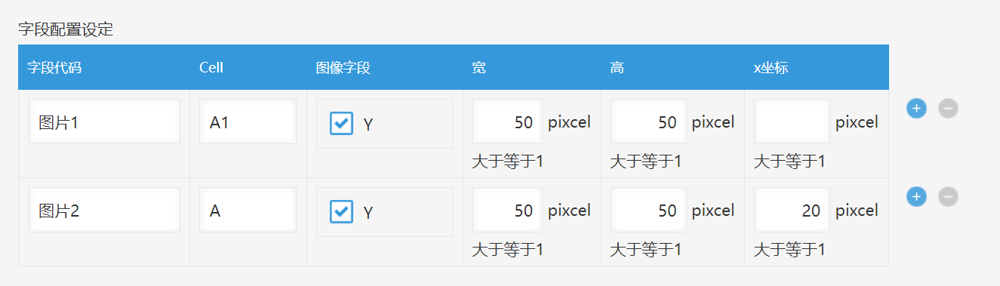 字段配置设定
字段代码 Cell 图像字段 宽 高 x坐标
图片1 A1 Y 50 pixcel 50 pixcel pixcel
大于等于1 大于等于1 大于等于1
图片2 A Y 50 pixcel 50 pixcel 20 pixcel
大于等于1 大于等于1 大于等于1